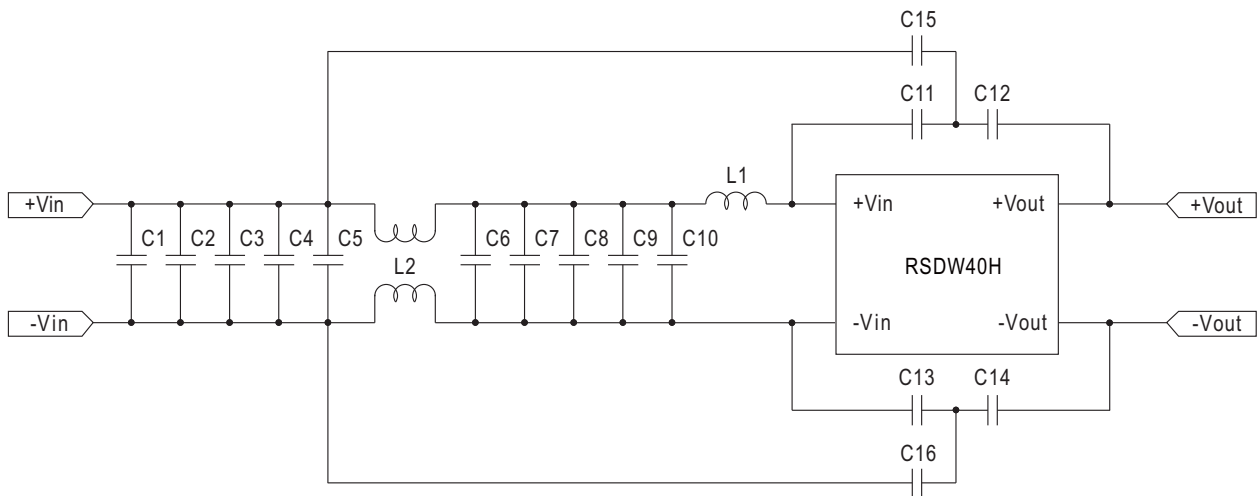 C15
C11 C12
L1
+Vin +Vin +Vout +Vout
C1 C2 C3 C4 C5 C6 C7 C8 C9 C10
L2 RSDW40H
-Vin -Vin -Vout -Vout
C13 C14
C16